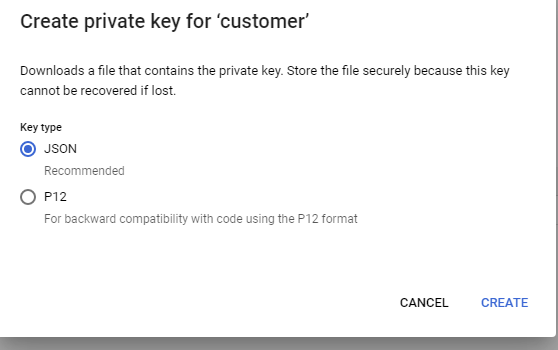 Create private key for ‘customer’
Downloads a file that contains the private key. Store the file securely because this key
cannot be recovered if lost.
Key type
JSON
Recommended
P12
For backward compatibility with code using the P12 format
CANCEL CREATE